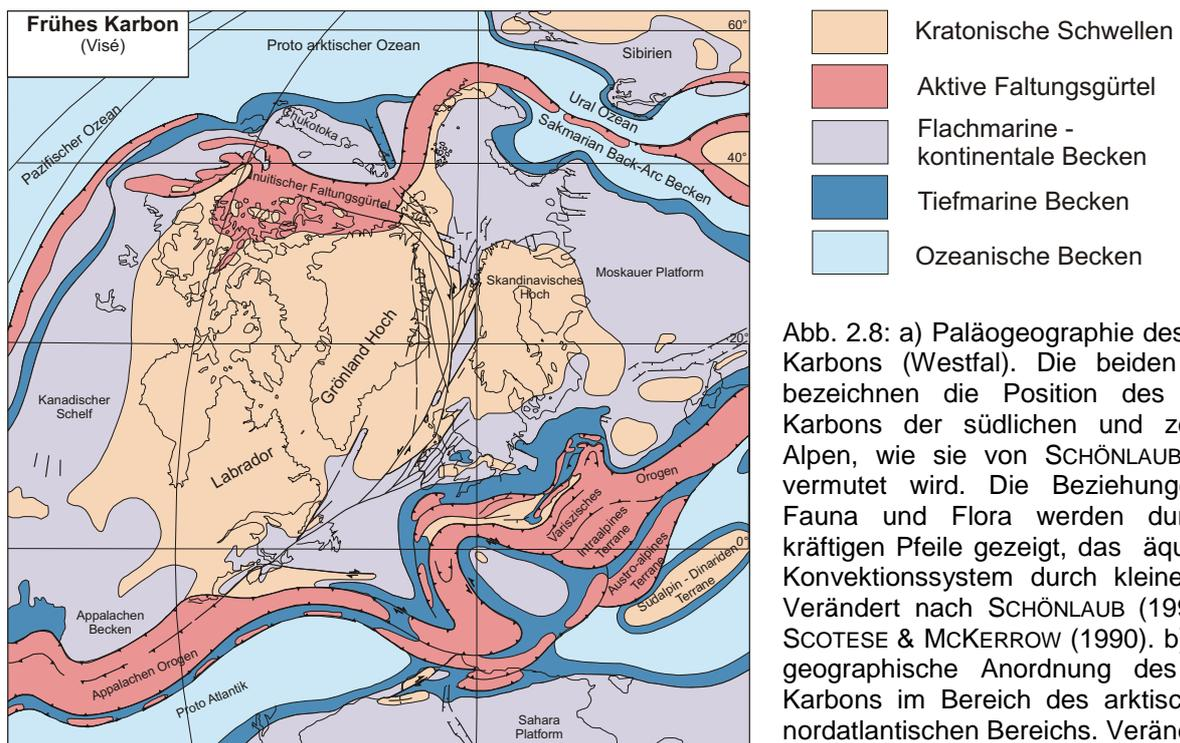 Frühes Karbon
(Visé)
Proto arktischer Ozean
60°
Sibirien
Pazifischer Ozean
Chukotoka
Ural Ozean
Sakmarian Back-Arc Becken
40°
Inuitischer Faltungsgürtel
Skandinavisches
Hoch
Moskauer Platform
Grönland Hoch
20°
Kanadischer
Schelf
Labrador
Orogen
Variszisches
Intraalpines
Terrane
Austro-alpines
Terrane
0°
Südalpin - Dinariden
Terrane
Appalachen
Becken
Appalachen Orogen
Proto Atlantik
Sahara
Platform
Kratonische Schwellen
Aktive Faltungsgürtel
Flachmarine -
kontinentale Becken
Tiefmarine Becken
Ozeanische Becken
Abb. 2.8: a) Paläogeographie des
Karbons (Westfal). Die beiden
bezeichnen die Position des
Karbons der südlichen und ze
Alpen, wie sie von SCHÖNLAUB
vermutet wird. Die Beziehunge
Fauna und Flora werden dur
kräftigen Pfeile gezeigt, das äqu
Konvektionssystem durch kleine
Verändert nach SCHÖNLAUB (199
SCOTESE & MCKERROW (1990). b)
geographische Anordnung des
Karbons im Bereich des arktisc
nordatlantischen Bereichs. Verän